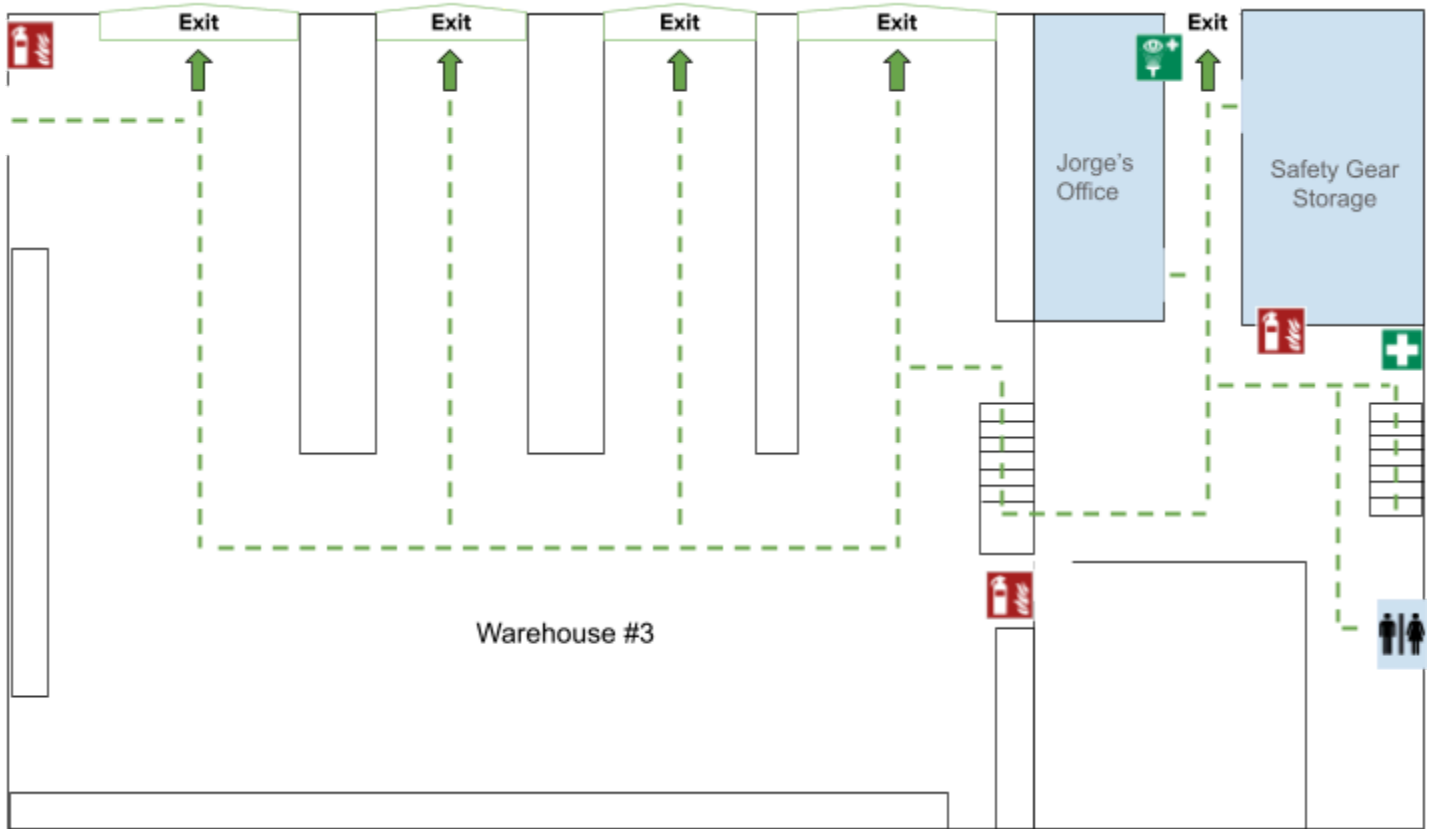 Exit
Exit
Exit
Exit
Exit
Jorge’s
Office
Safety Gear
Storage
Warehouse #3